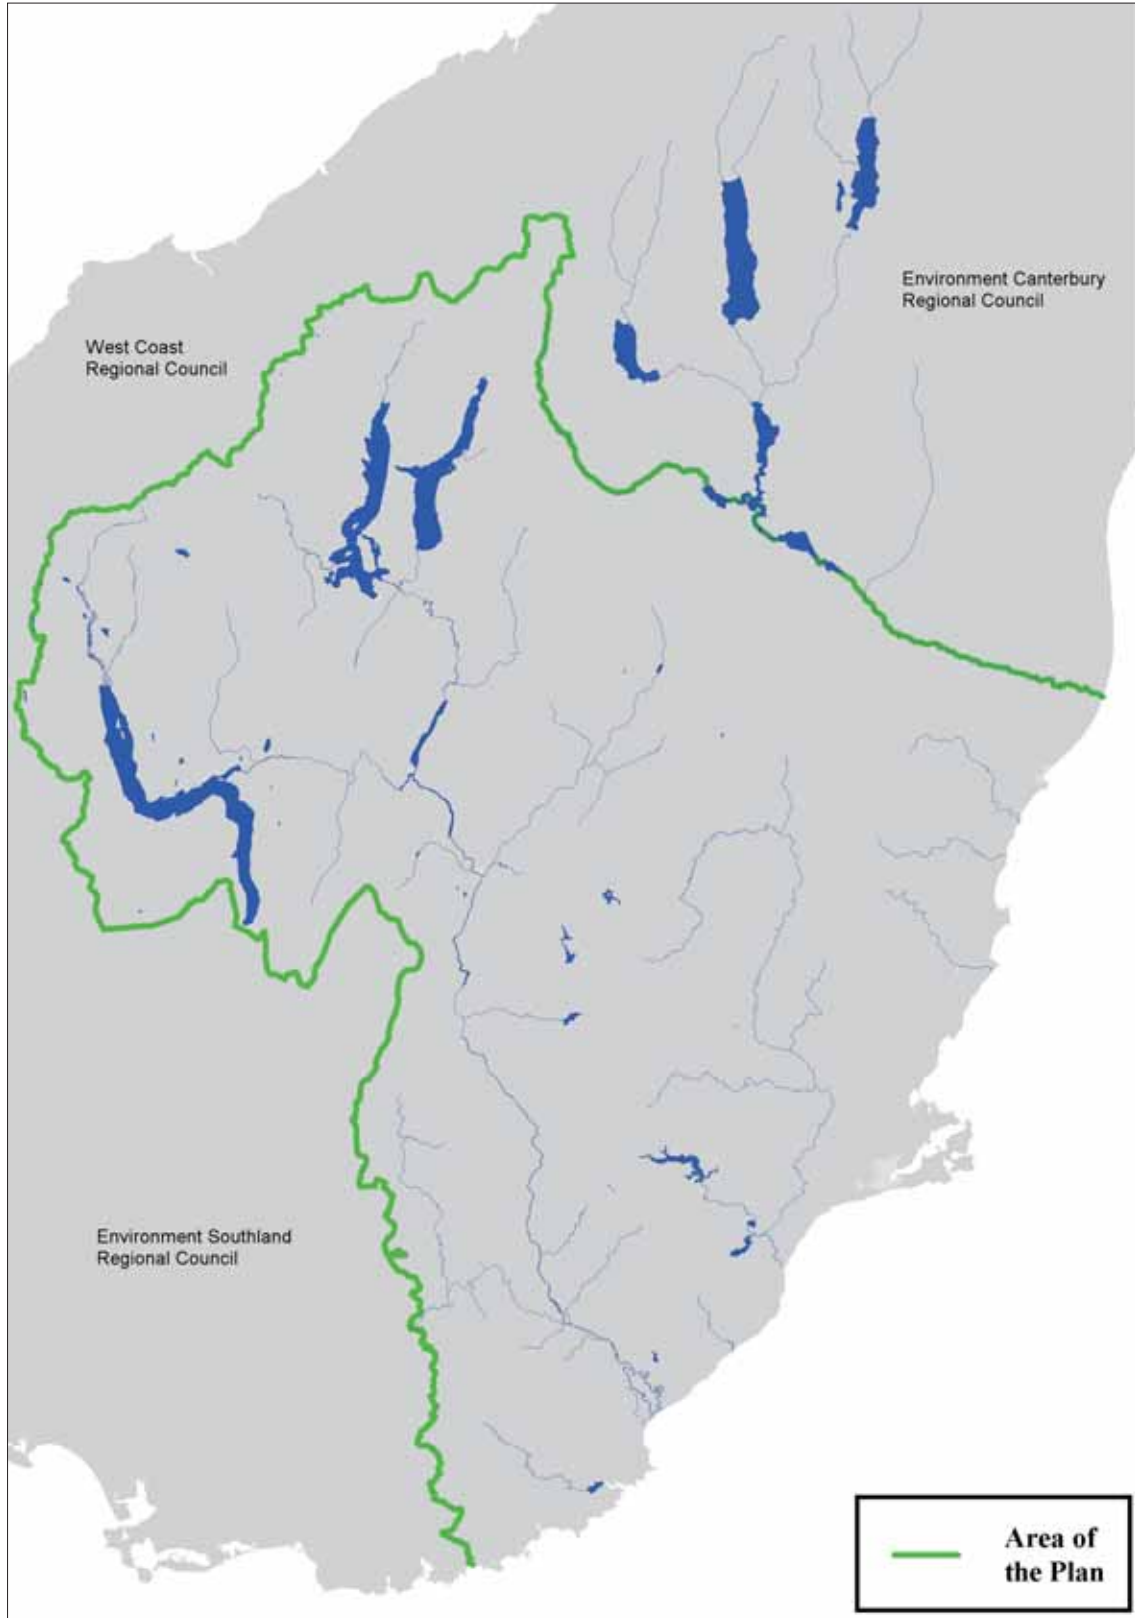 Environment Canterbury
Regional Council
West Coast
Regional Council
Environment Southland
Regional Council
Area of
the Plan